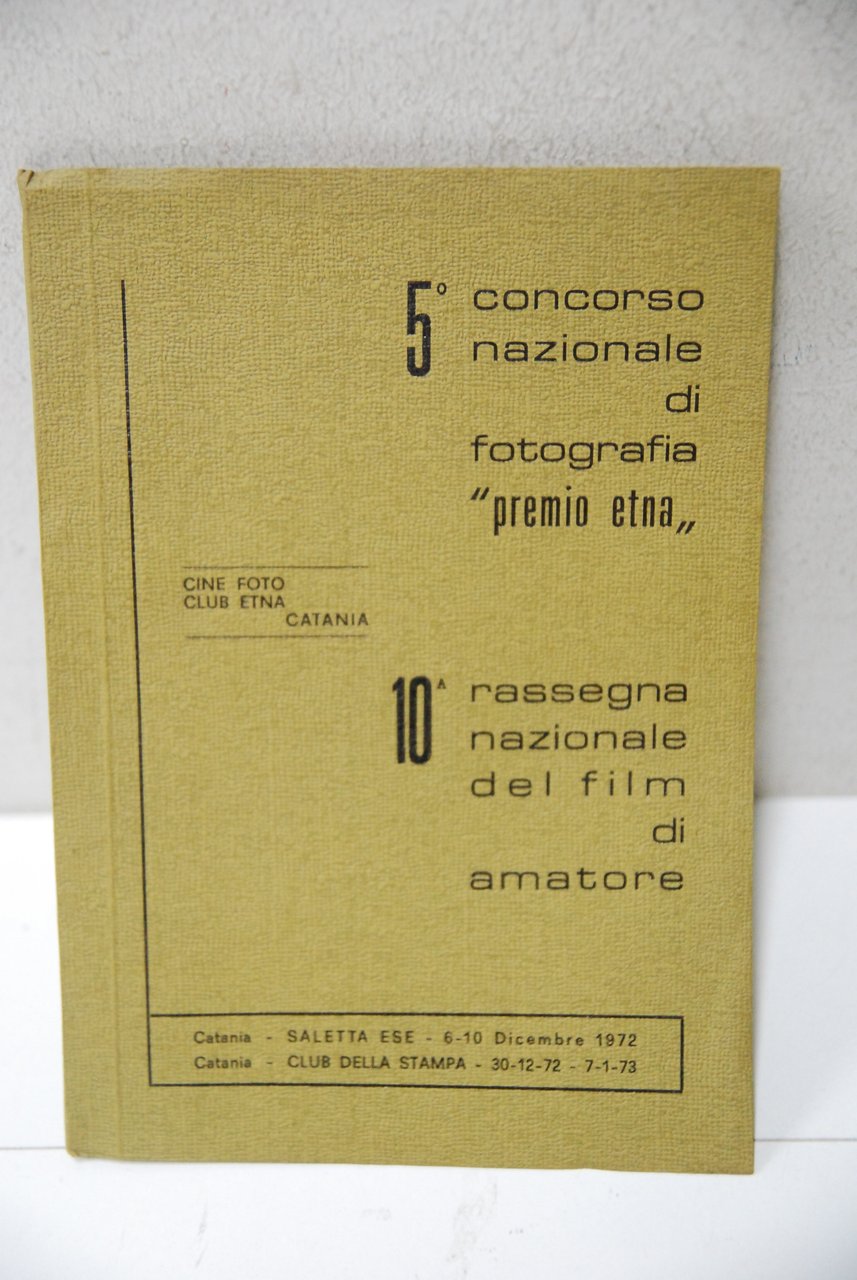 5° concorso
nazionale
di
fotografia
"premio etna„
CINE FOTO
CLUB ETNA
CATANIA
10ᴬ rassegna
nazionale
del film
di
amatore
Catania - SALETTA ESE - 6-10 Dicembre 1972
Catania - CLUB DELLA STAMPA - 30-12-72 - 7-1-73